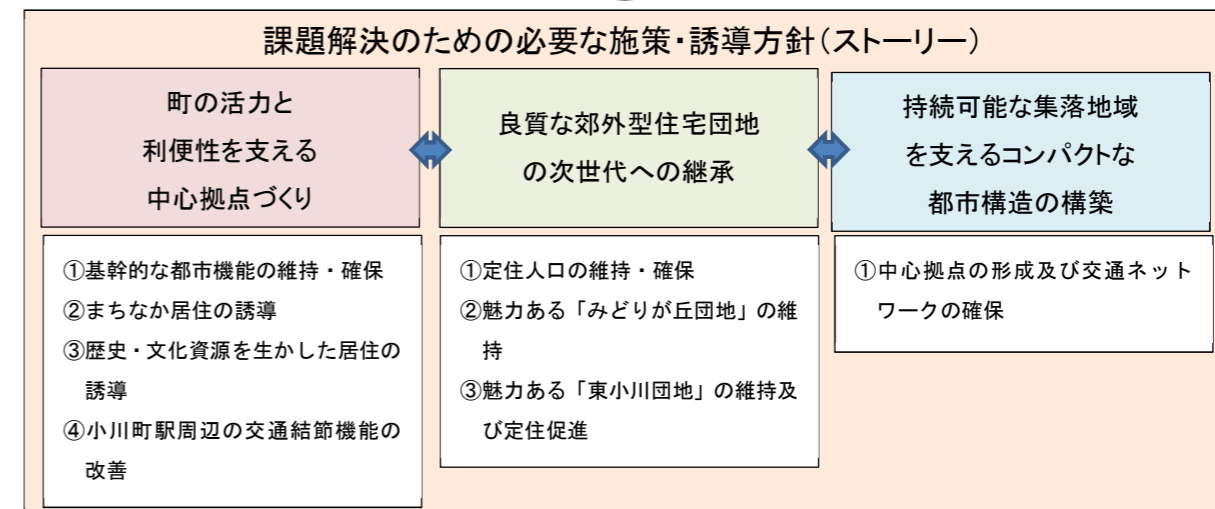 課題解決のための必要な施策・誘導方針（ストーリー）
町の活力と
利便性を支える
中心拠点づくり
良質な郊外型住宅団地
の次世代への継承
持続可能な集落地域
を支えるコンパクトな
都市構造の構築
①基幹的な都市機能の維持・確保
②まちなか居住の誘導
③歴史・文化資源を生かした居住の
誘導
④小川町駅周辺の交通結節機能の
改善
①定住人口の維持・確保
②魅力ある「みどりが丘団地」の維
持
③魅力ある「東小川団地」の維持及
び定住促進
①中心拠点の形成及び交通ネット
ワークの確保